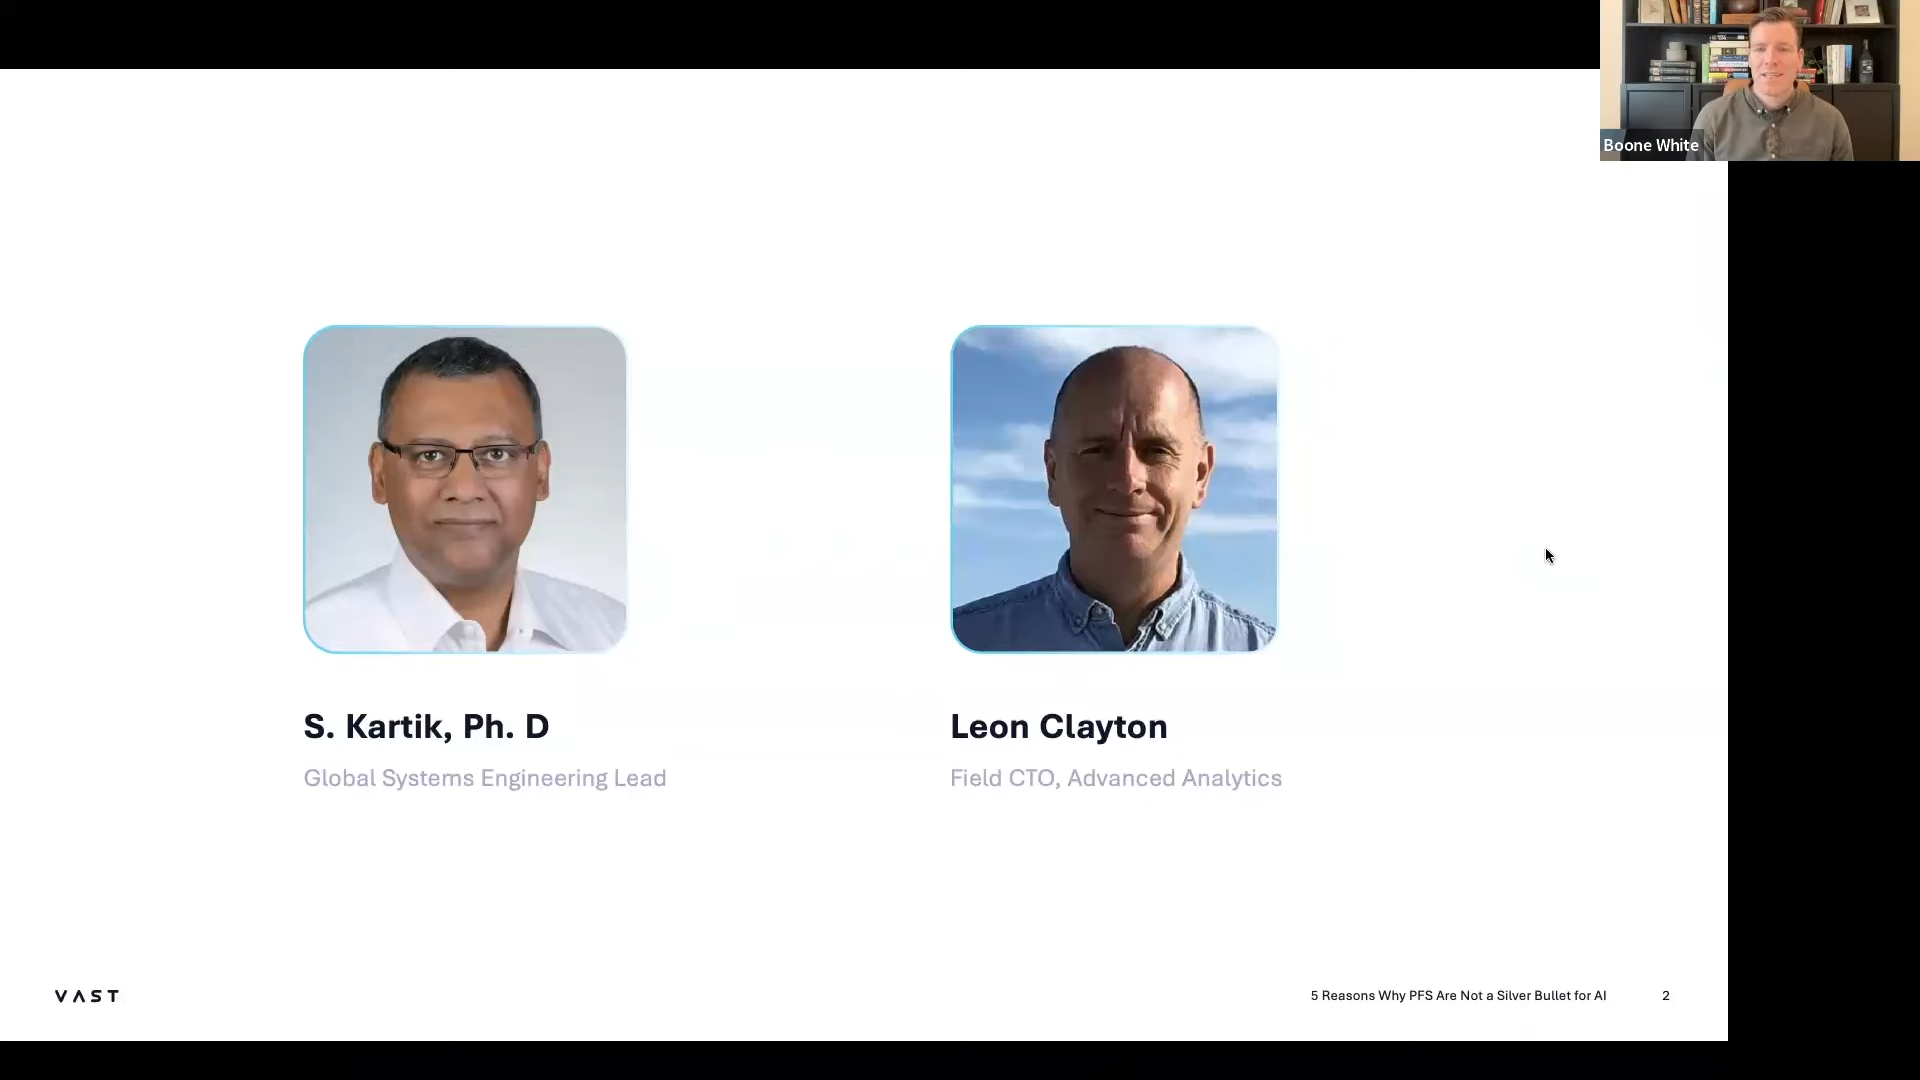 Boone White
S. Kartik, Ph. D
Global Systems Engineering Lead
Leon Clayton
Field CTO, Advanced Analytics
VAST
5 Reasons Why PFS Are Not a Silver Bullet for AI
2